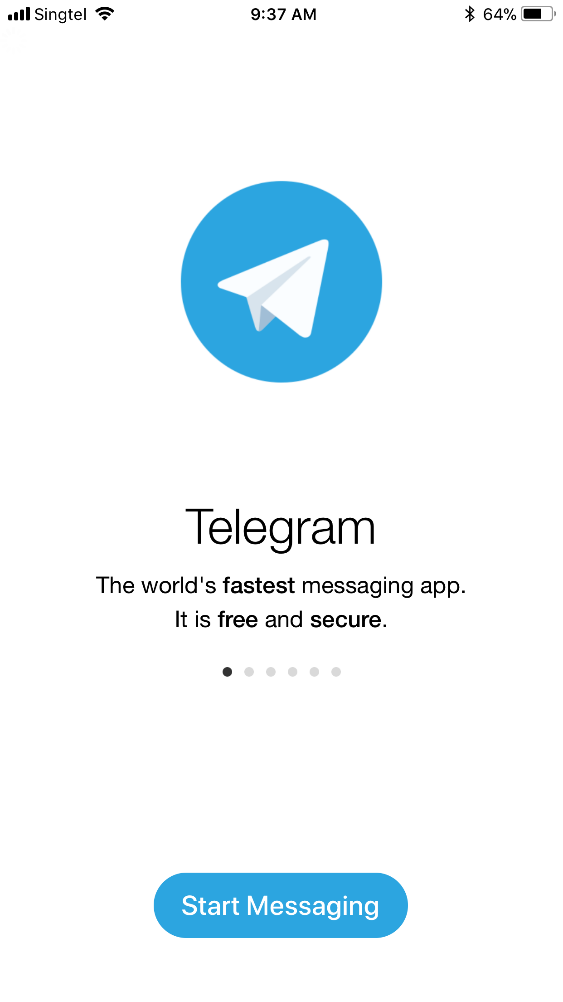 Singtel 9:37 AM 64%
Telegram
The world's fastest messaging app.
It is free and secure.
Start Messaging